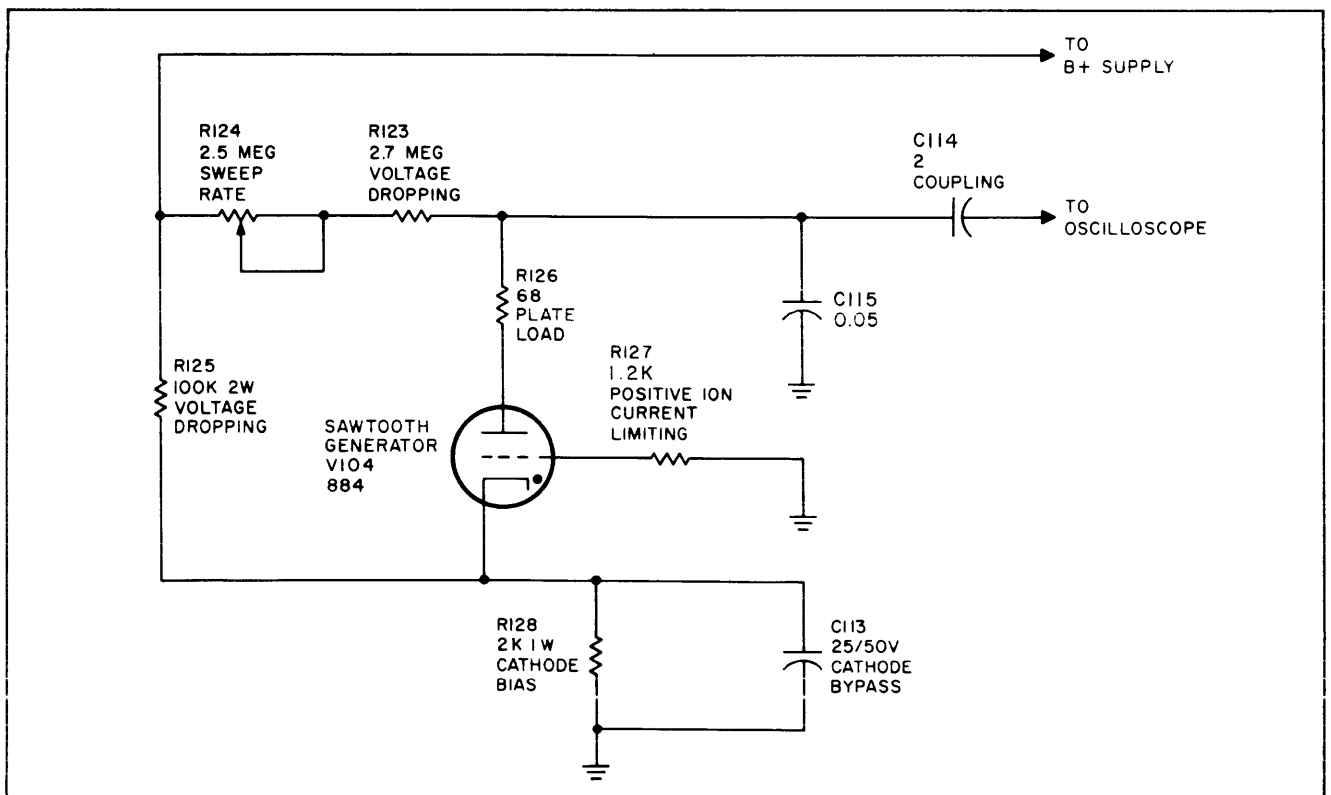 TO
B+ SUPPLY
R124
2.5 MEG
SWEEP
RATE
R123
2.7 MEG
VOLTAGE
DROPPING
C114
2
COUPLING
TO
OSCILLOSCOPE
R126
68
PLATE
LOAD
C115
0.05
R125
100K 2W
VOLTAGE
DROPPING
R127
1.2K
POSITIVE ION
CURRENT
LIMITING
SAWTOOTH
GENERATOR
V104
884
R128
2K 1W
CATHODE
BIAS
C113
25/50V
CATHODE
BYPASS